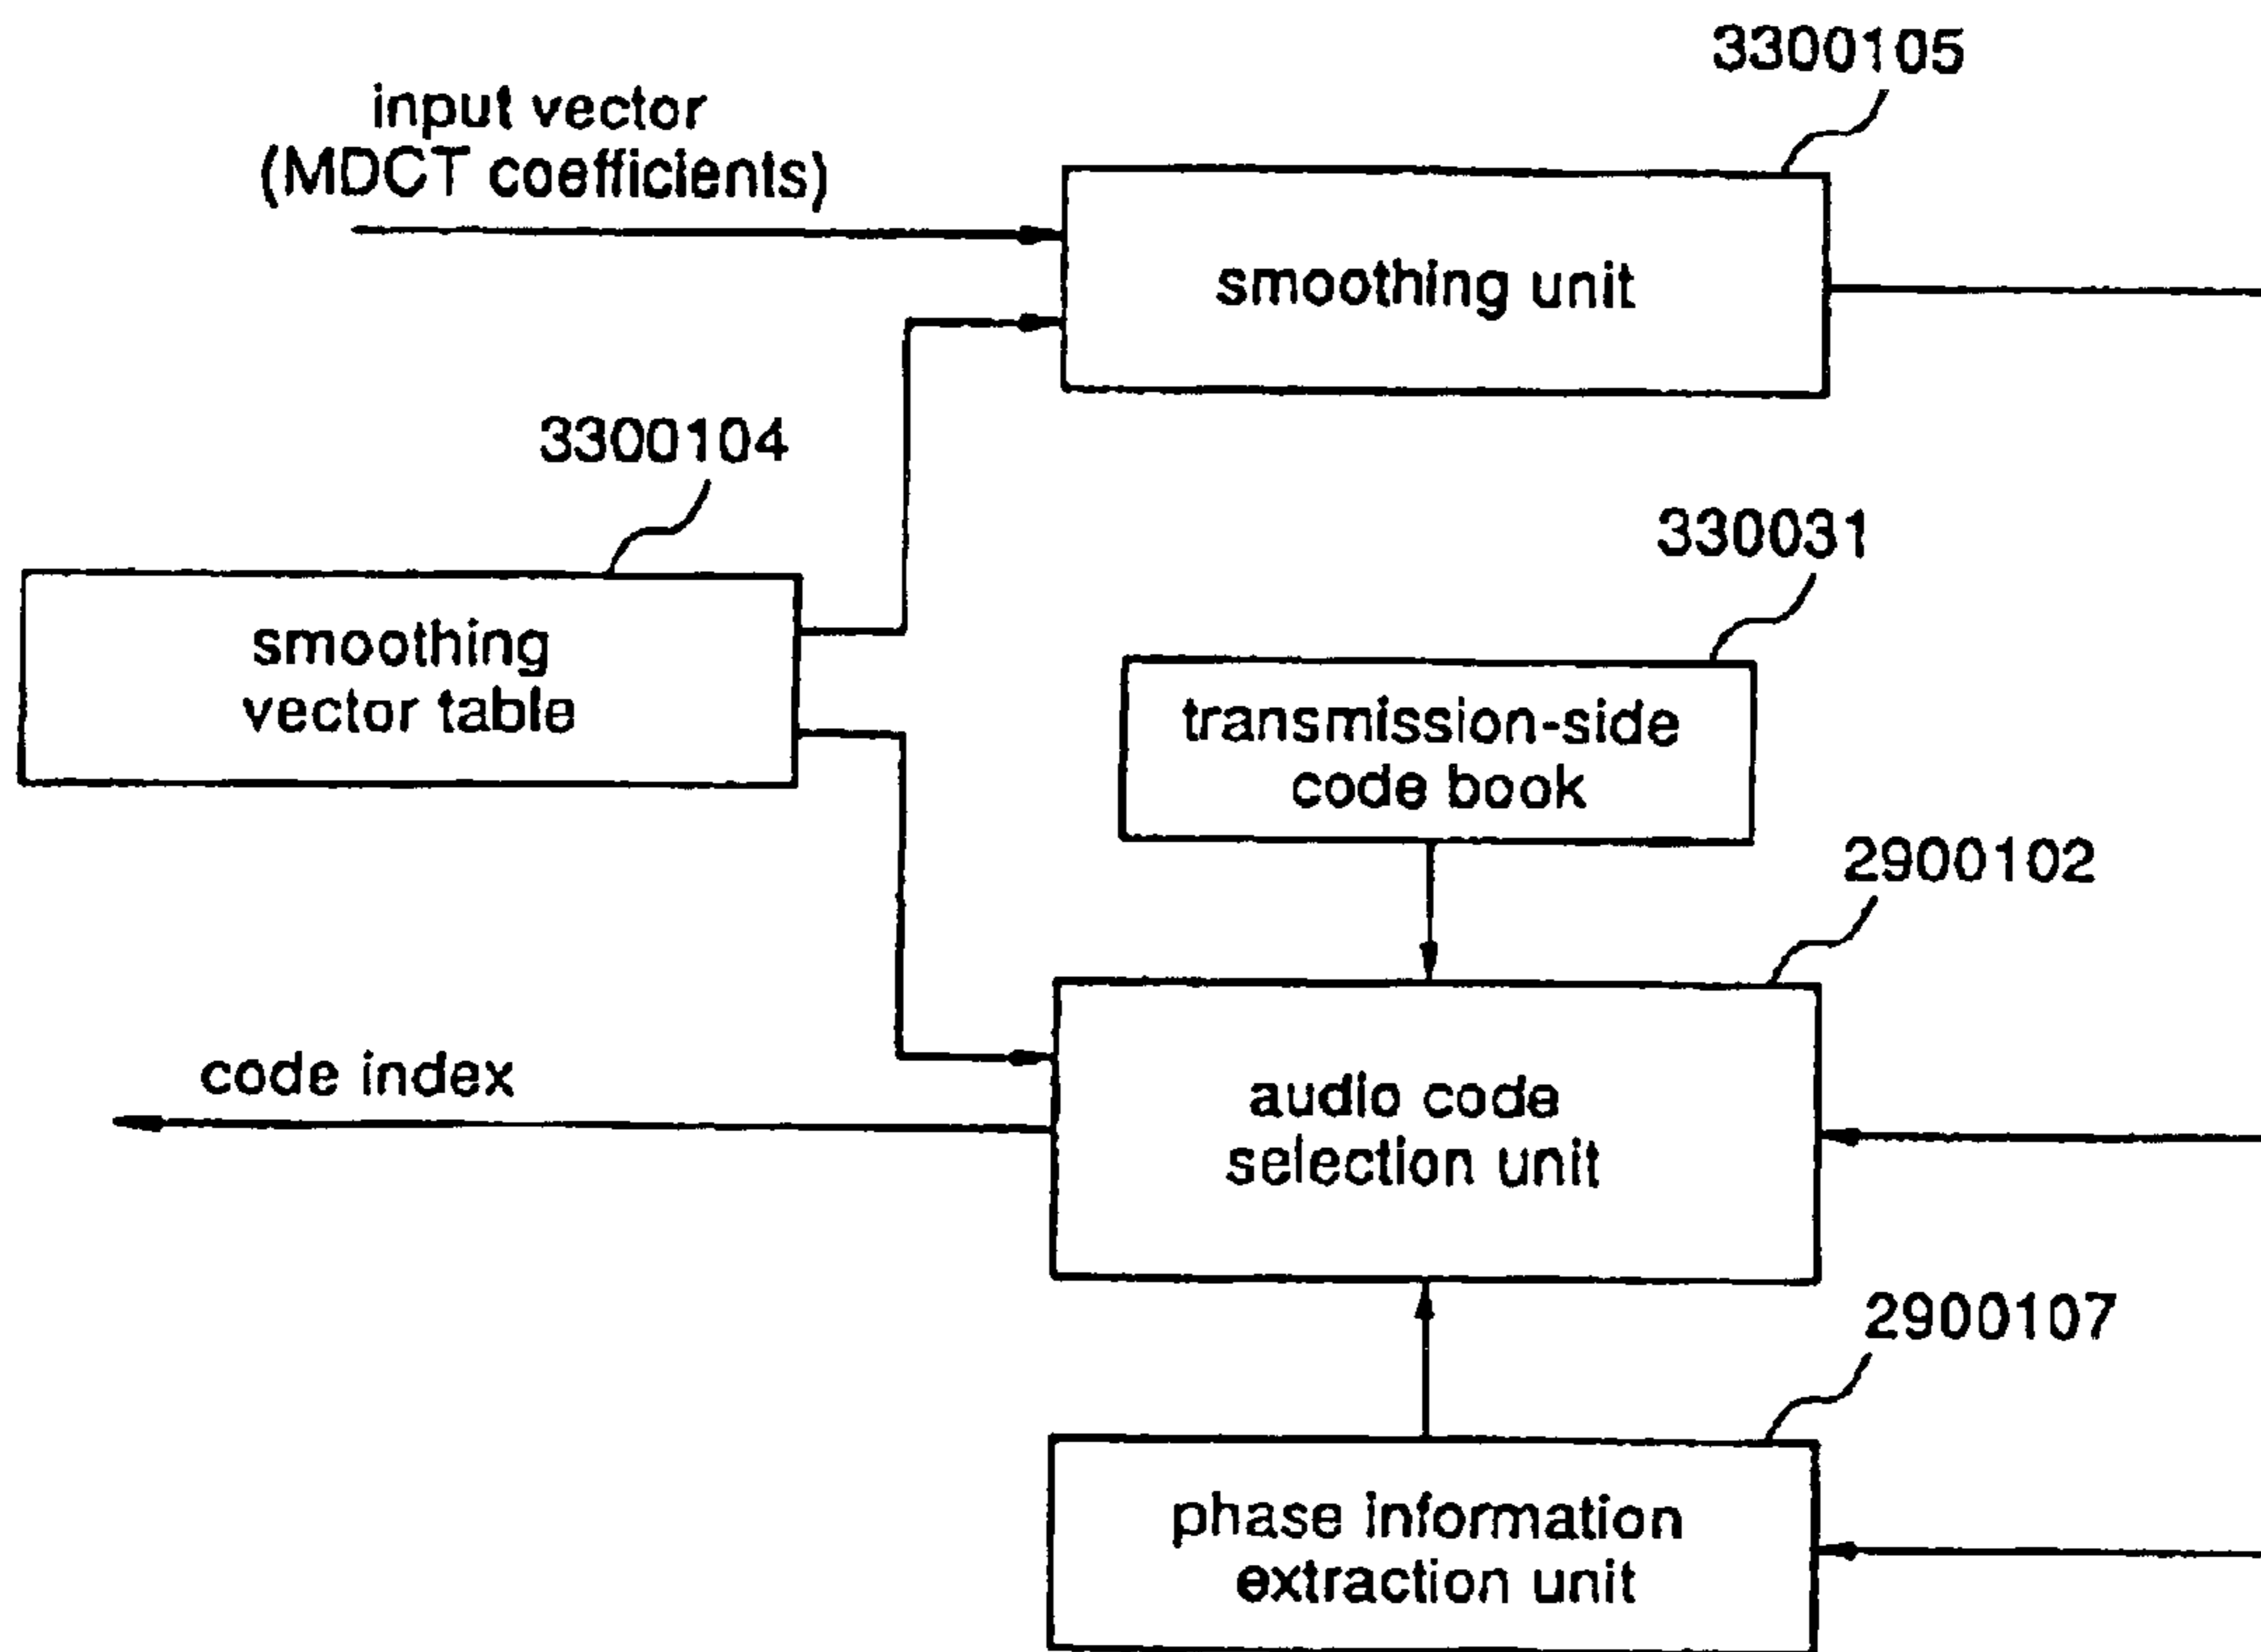 3300105
input vector
(MDCT coefficients)
smoothing unit
3300104
330031
smoothing
vector table
transmission-side
code book
2900102
code index
audio code
selection unit
2900107
phase information
extraction unit